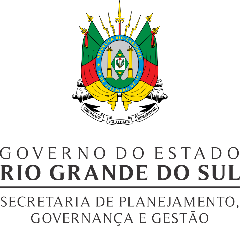 GOVERNO DO ESTADO
RIO GRANDE DO SUL
SECRETARIA DE PLANEJAMENTO,
GOVERNANÇA E GESTÃO